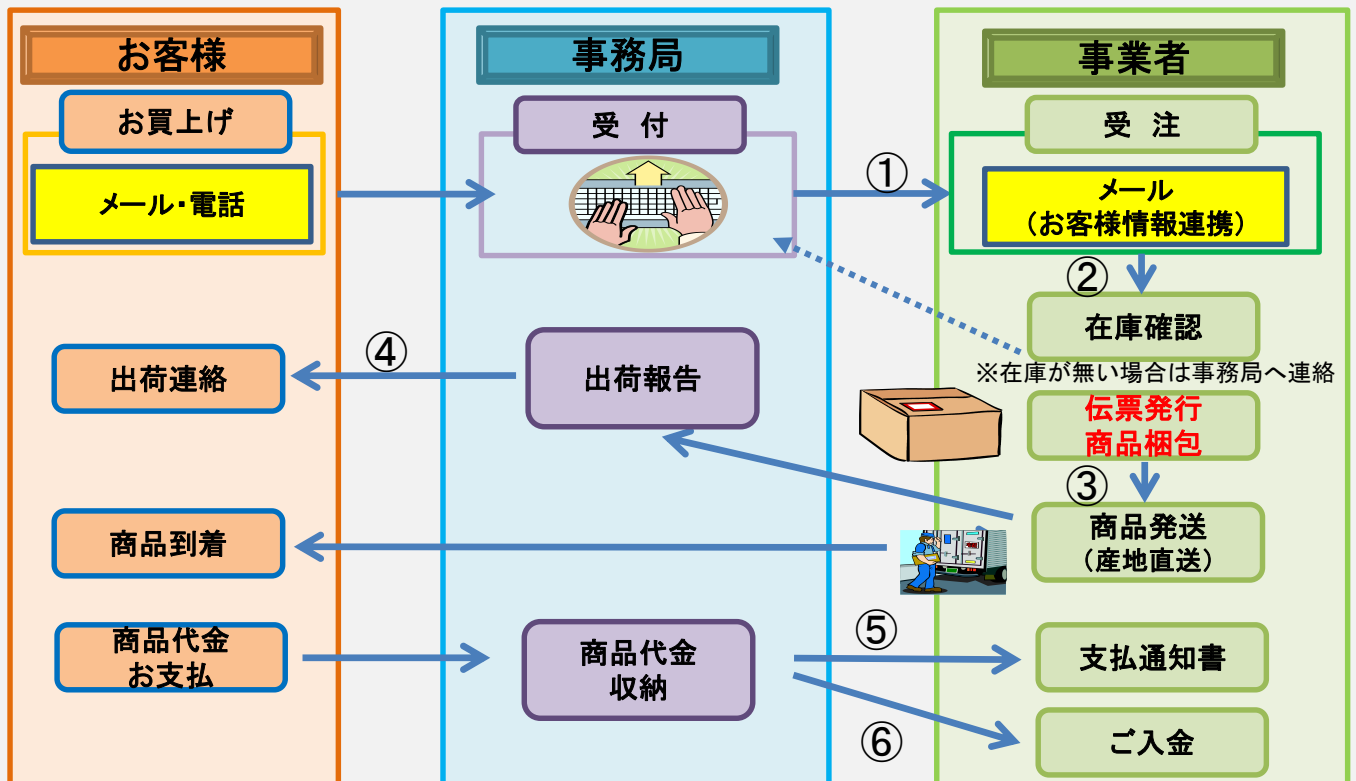 お客様
事務局
事業者
お買上げ
受 付
受 注
メール・電話
①
メール
(お客様情報連携)
②
在庫確認
※在庫が無い場合は事務局へ連絡
出荷連絡
④
出荷報告
伝票発行
商品梱包
③
商品到着
商品発送
(産地直送)
商品代金
お支払
商品代金
収納
⑤
支払通知書
⑥
ご入金